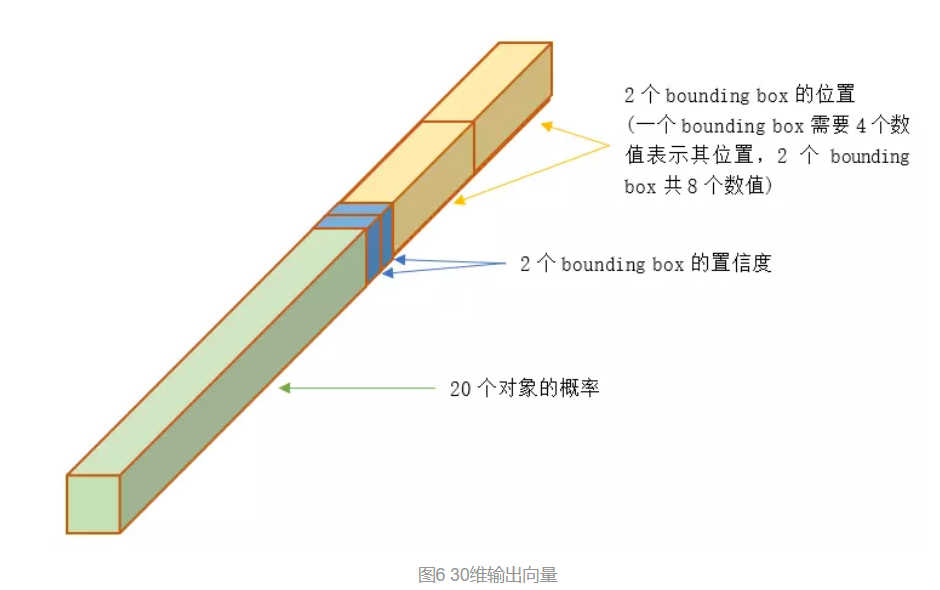 2 个 bounding box 的位置
(一个 bounding box 需要 4 个数
值表示其位置，2 个 bounding
box 共 8 个数值)
2 个 bounding box 的置信度
20 个对象的概率
图6 30维输出向量